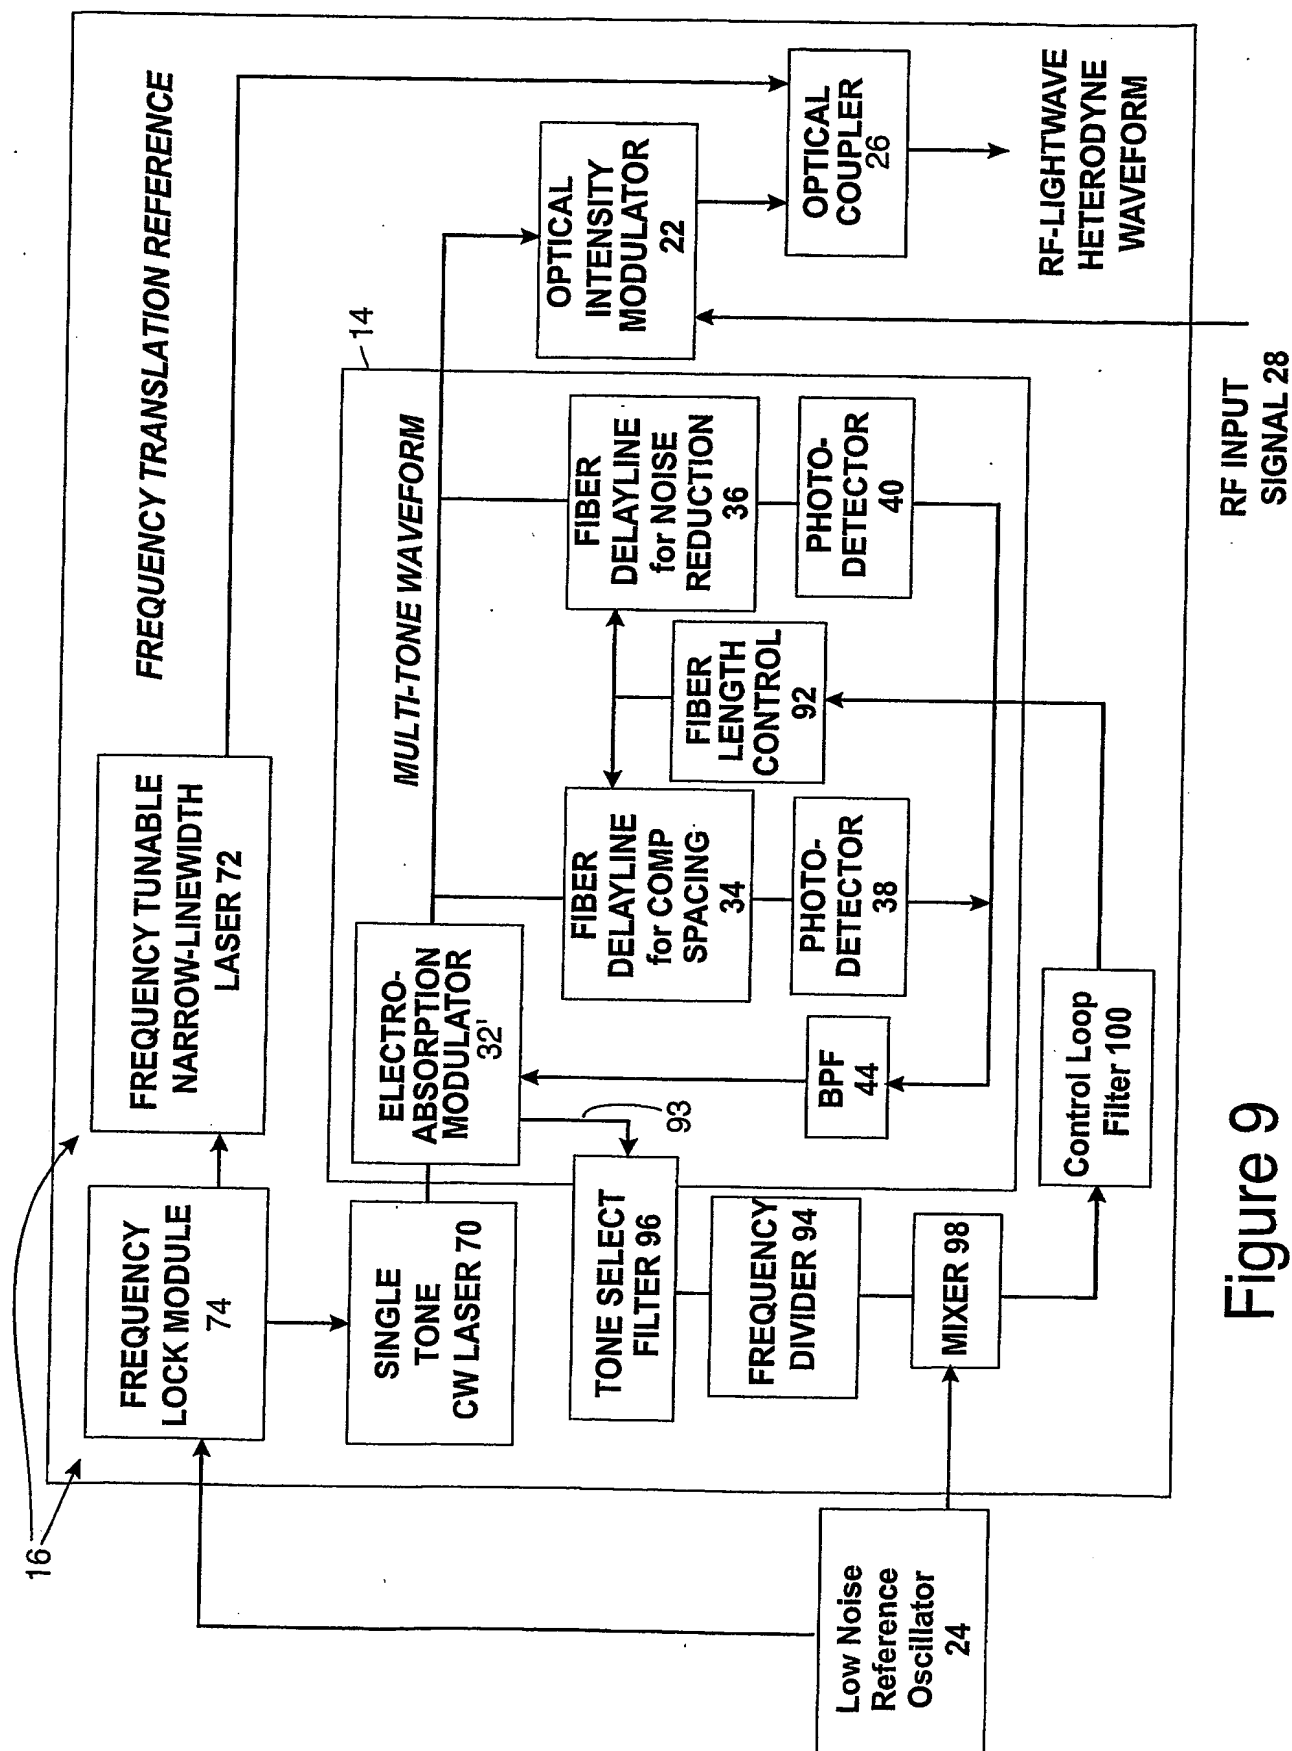 16
FREQUENCY
LOCK MODULE
74
FREQUENCY TUNABLE
NARROW-LINEWIDTH
LASER 72
FREQUENCY TRANSLATION REFERENCE
SINGLE
TONE
CW LASER 70
ELECTRO-
ABSORPTION
MODULATOR
32'
MULTI-TONE WAVEFORM
14
OPTICAL
INTENSITY
MODULATOR
22
OPTICAL
COUPLER
26
RF-LIGHTWAVE
HETERODYNE
WAVEFORM
TONE SELECT
FILTER 96
93
FIBER
DELAYLINE
for COMP
SPACING
34
FIBER
DELAYLINE
for NOISE
REDUCTION
36
FIBER
LENGTH
CONTROL
92
FREQUENCY
DIVIDER 94
BPF
44
PHOTO-
DETECTOR
38
PHOTO-
DETECTOR
40
Low Noise
Reference
Oscillator
24
MIXER 98
Control Loop
Filter 100
RF INPUT
SIGNAL 28
Figure 9